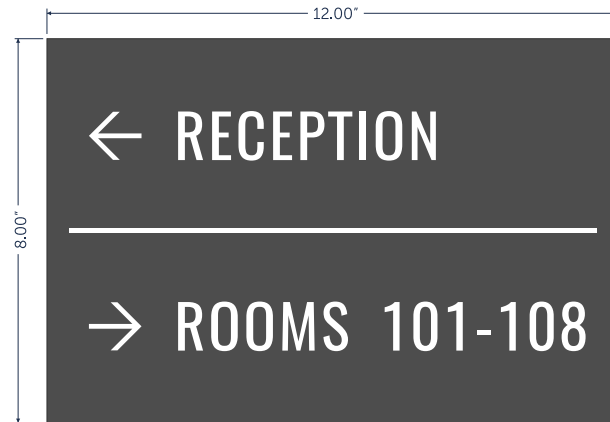 12.00"
8.00"
← RECEPTION
→ ROOMS 101-108